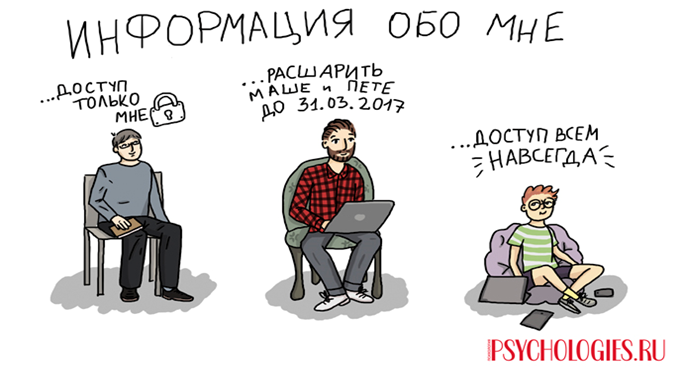 ИНФОРМАЦИЯ ОБО МНЕ
...ДОСТУП
ТОЛЬКО
МНЕ
...РАСШАРИТЬ
МАШЕ и ПЕТЕ
ДО 31.03.2017
...ДОСТУП ВСЕМ
НАВСЕГДА
PSYCHOLOGIES.RU